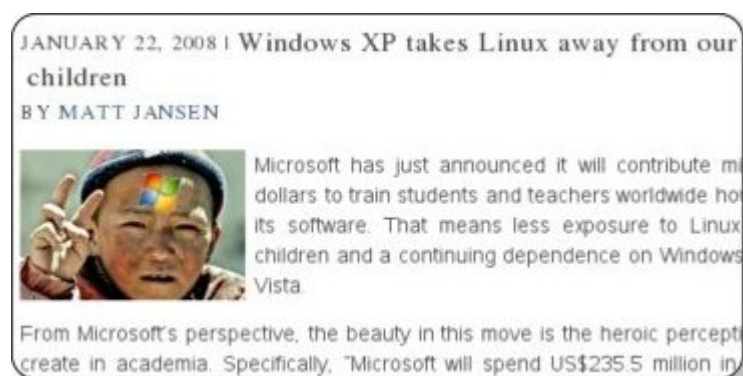 JANUARY 22, 2008 | Windows XP takes Linux away from our
children
BY MATT JANSEN
Microsoft has just announced it will contribute
dollars to train students and teachers worldwide
its software. That means less exposure to Linux
children and a continuing dependence on Windows
Vista.
From Microsoft's perspective, the beauty in this move is the heroic
create in academia. Specifically, "Microsoft will spend US$235.5 million in